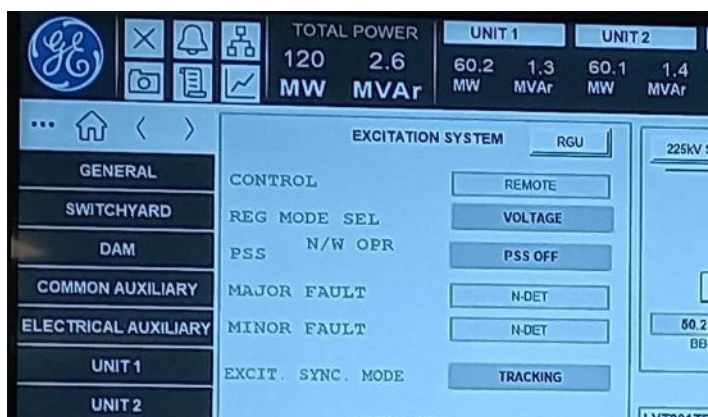 GE
TOTAL POWER
120 2.6
MW MVAr
UNIT 1
60.2 1.3
MW MVAr
UNIT 2
60.1 1.4
MW MVAr
GENERAL
SWITCHYARD
DAM
COMMON AUXILIARY
ELECTRICAL AUXILIARY
UNIT 1
UNIT 2
EXCITATION SYSTEM RGU
CONTROL REMOTE
REG MODE SEL VOLTAGE
PSS N/W OPR PSS OFF
MAJOR FAULT N-DET
MINOR FAULT N-DET
EXCIT. SYNC. MODE TRACKING
225kV
50.2
BB